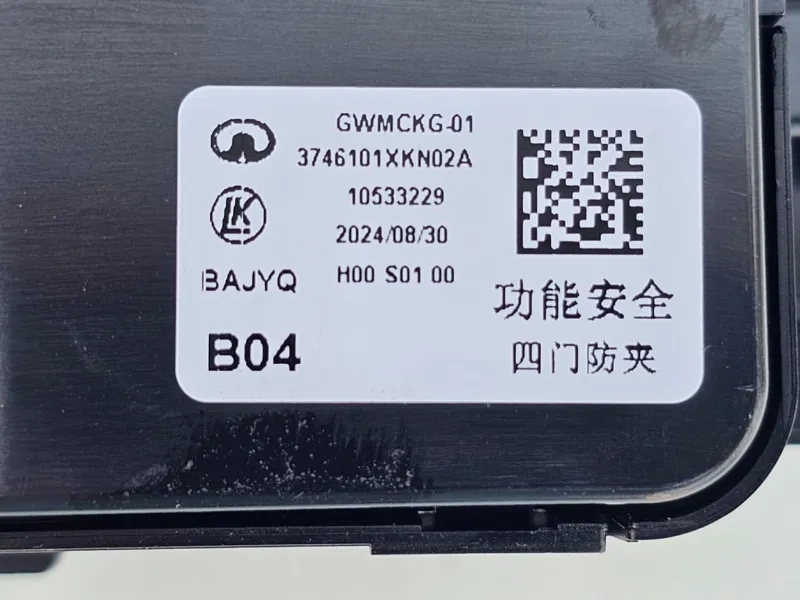 GWMCKG-01
3746101XKN02A
10533229
2024/08/30
H00 S01 00
LK
BAJYQ
B04
功能安全
四门防夹